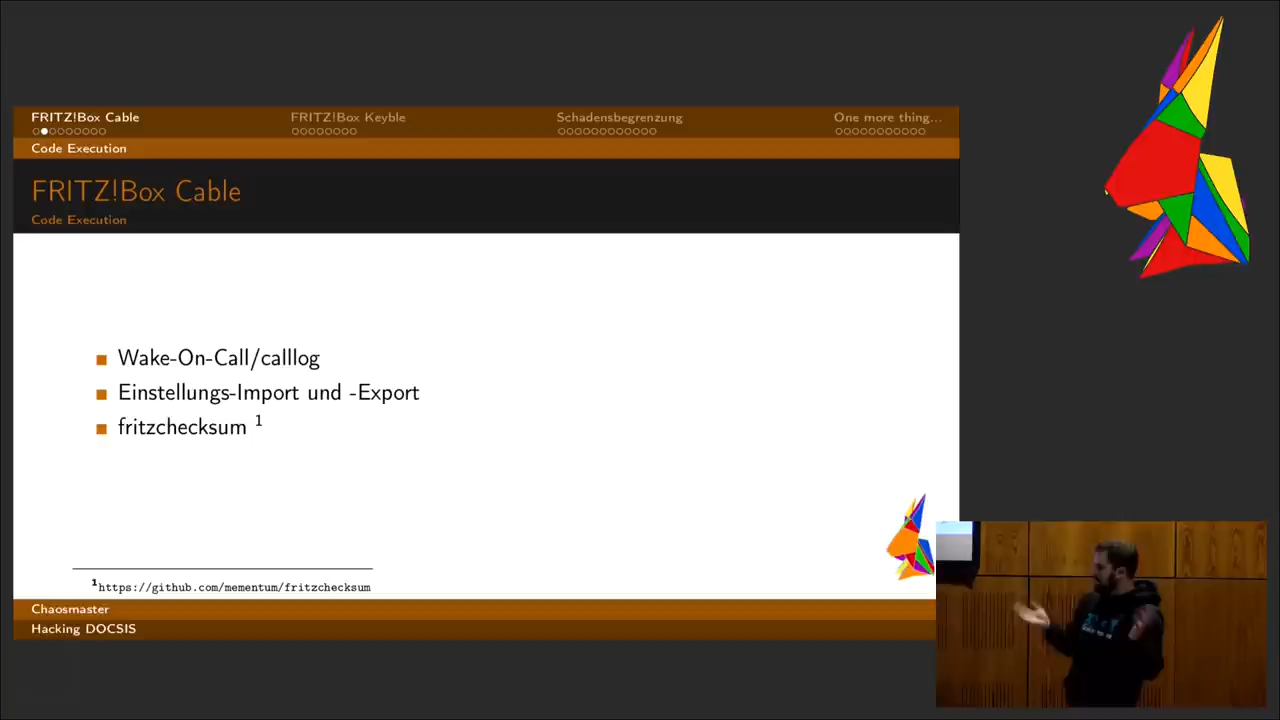 FRITZ!Box Cable FRITZ!Box Keyble Schadensbegrenzung One more thing...
Code Execution
FRITZ!Box Cable
Code Execution
Wake-On-Call/calllog
Einstellungs-Import und -Export
fritzchecksum 1
1https://github.com/mementum/fritzchecksum
Chaosmaster
Hacking DOCSIS